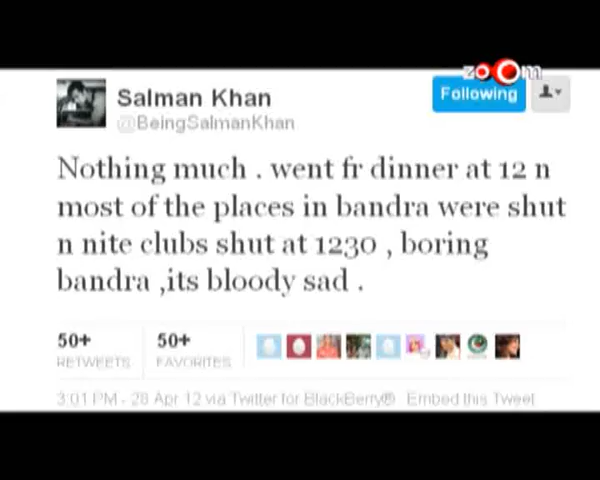 zoom
Salman Khan
@BeingSalmanKhan
Following
Nothing much . went fr dinner at 12 n
most of the places in bandra were shut
n nite clubs shut at 1230 , boring
bandra ,its bloody sad .
50+
RETWEETS
50+
FAVORITES
3:01 PM - 28 Apr 12 via Twitter for BlackBerry® Embed this Tweet